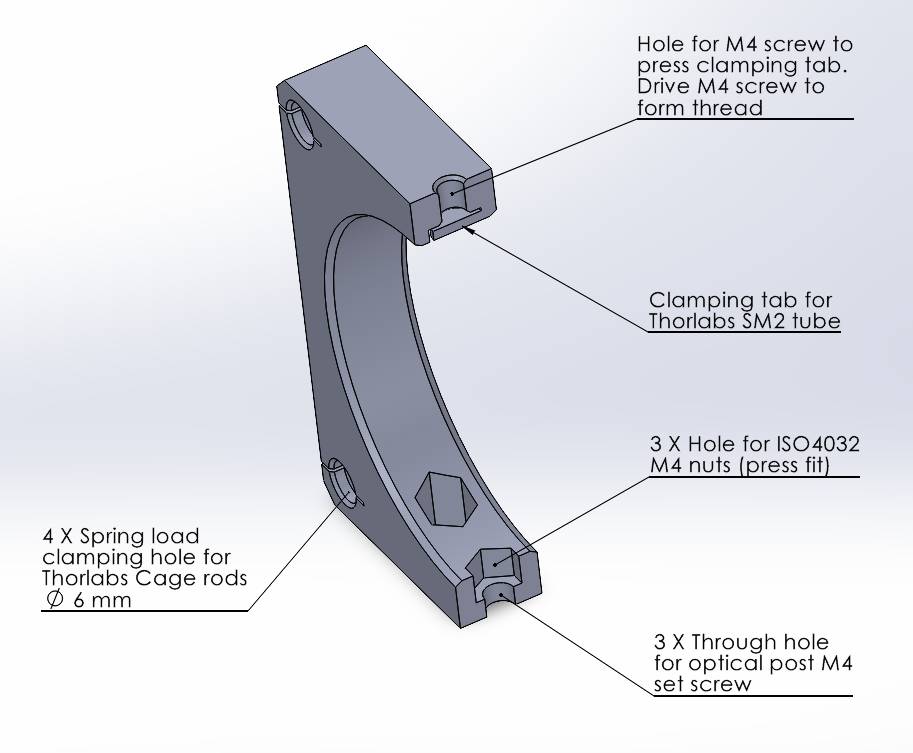 Hole for M4 screw to
press clamping tab.
Drive M4 screw to
form thread
Clamping tab for
Thorlabs SM2 tube
3 X Hole for ISO4032
M4 nuts (press fit)
4 X Spring load
clamping hole for
Thorlabs Cage rods
∅ 6 mm
3 X Through hole
for optical post M4
set screw